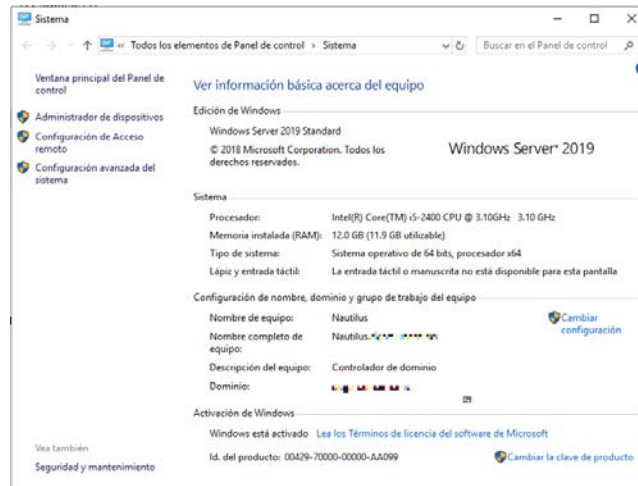 Sistema
Todos los elementos de Panel de control > Sistema
Buscar en el Panel de control
Ventana principal del Panel de
control
Administrador de dispositivos
Configuración de Acceso
remoto
Configuración avanzada del
sistema
Ver información básica acerca del equipo
Edición de Windows
Windows Server 2019 Standard
© 2018 Microsoft Corporation. Todos los
derechos reservados.
Windows Server® 2019
Sistema
Procesador: Intel(R) Core(TM) i5-2400 CPU @ 3.10GHz 3.10 GHz
Memoria instalada (RAM): 12.0 GB (11.9 GB utilizable)
Tipo de sistema: Sistema operativo de 64 bits, procesador x64
Lápiz y entrada táctil: La entrada táctil o manuscrita no está disponible para esta pantalla
Configuración de nombre, dominio y grupo de trabajo del equipo
Nombre de equipo: Nautilus
Cambiar
configuración
Nombre completo de
equipo:
Nautilus.
Descripción del equipo: Controlador de dominio
Dominio:
Activación de Windows
Windows está activado Lea los Términos de licencia del software de Microsoft
Id. del producto: 00429-70000-00000-AA099
Cambiar la clave de producto
Vea también
Seguridad y mantenimiento